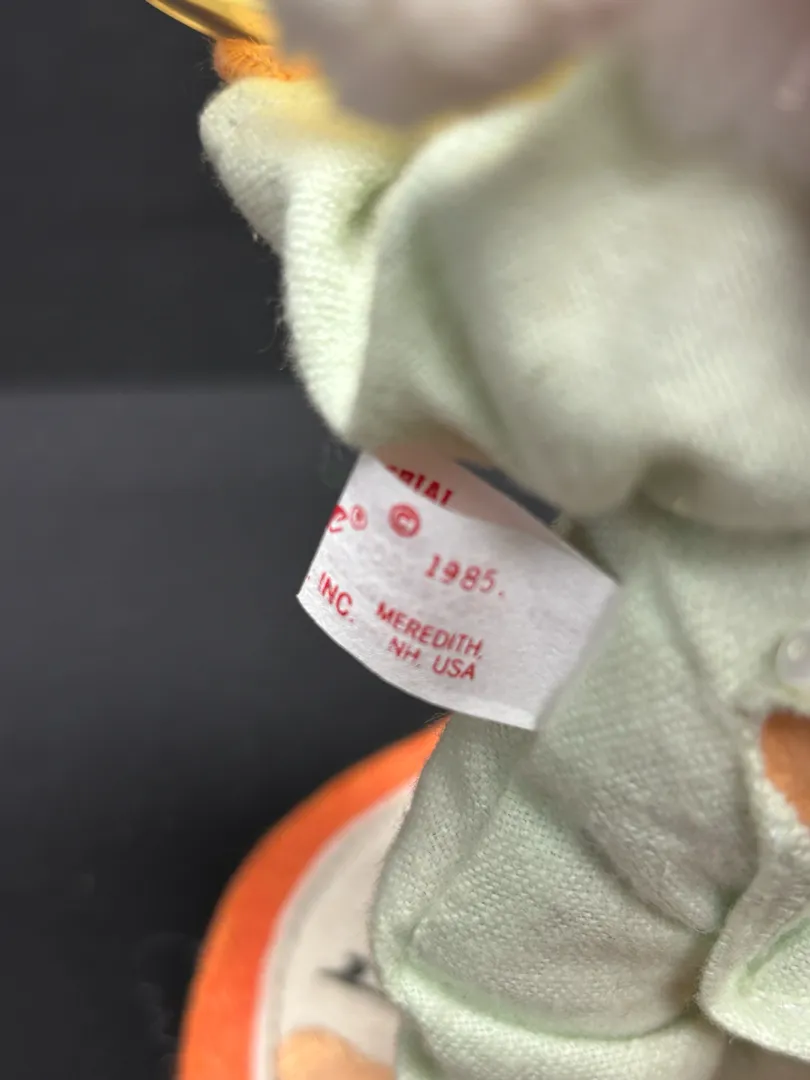 © 1985.
INC. MEREDITH,
NH, USA